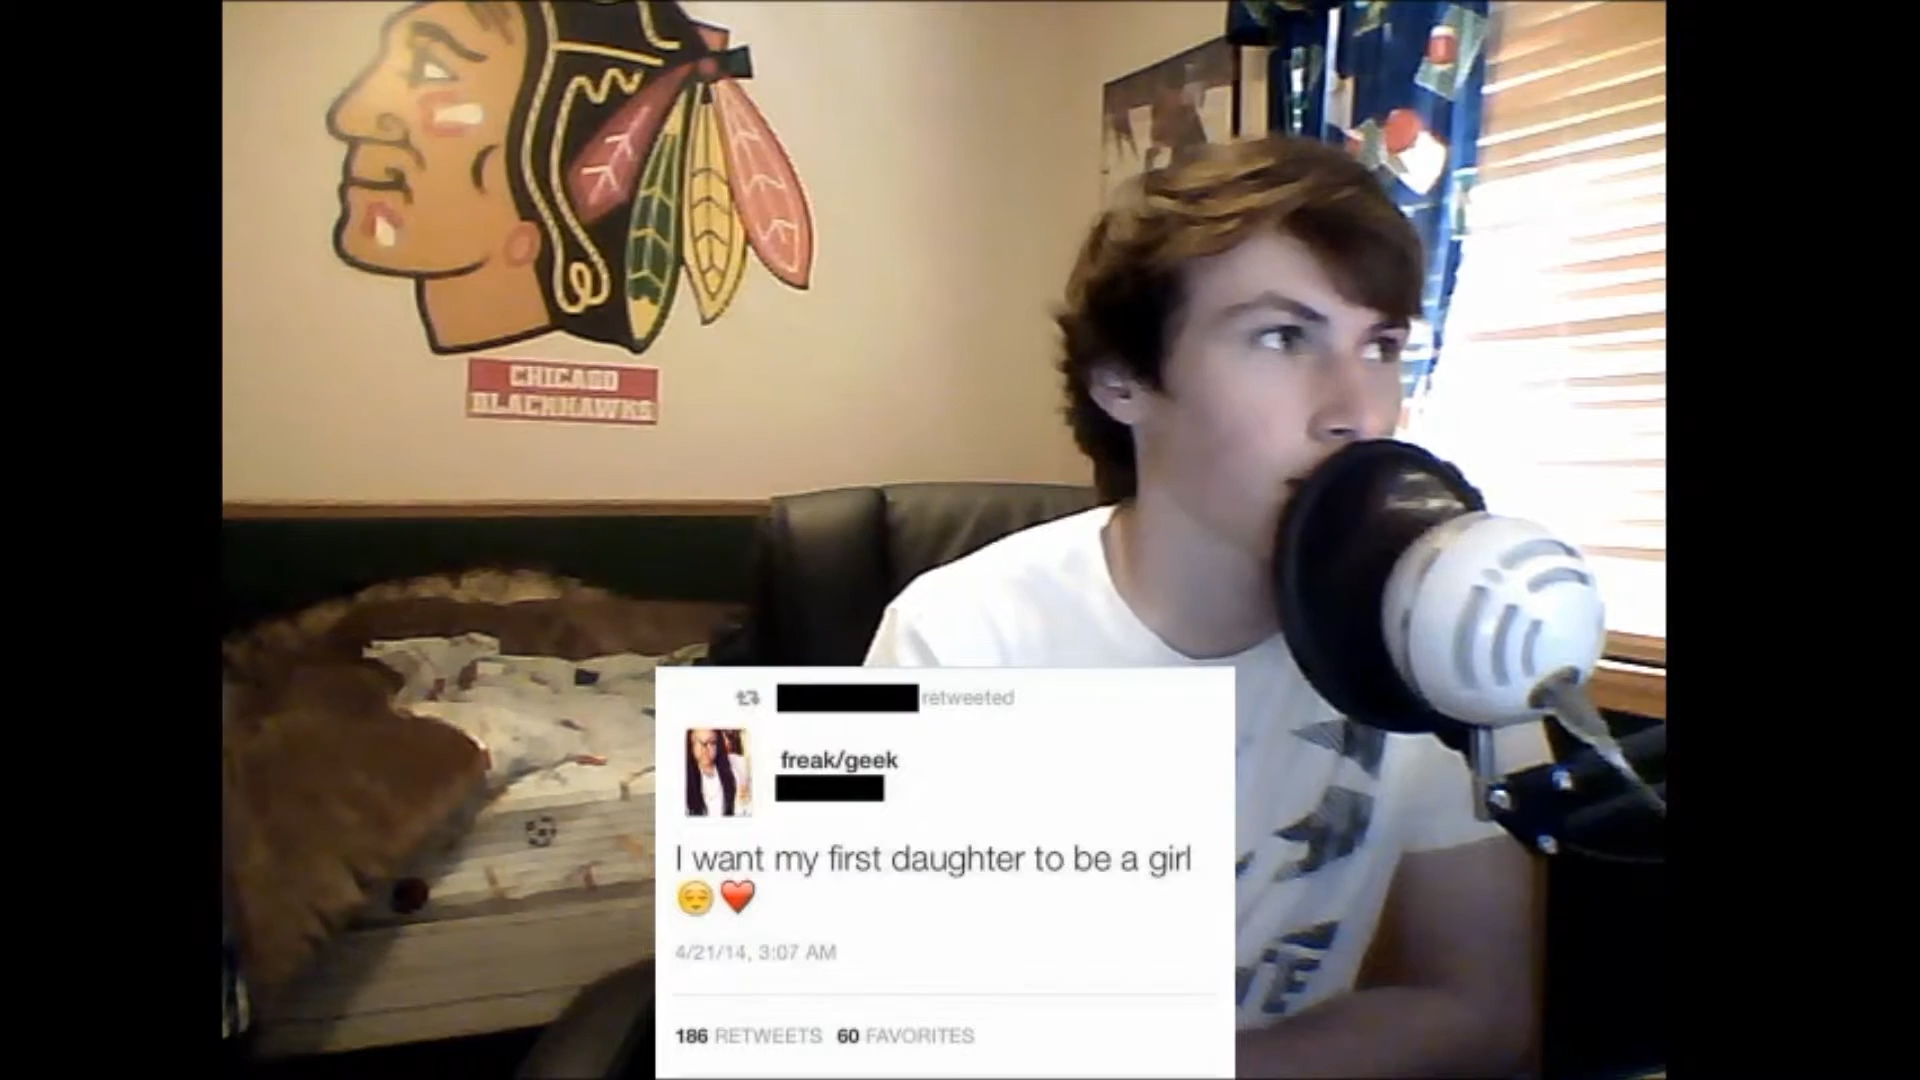 CHICAGO
BLACKHAWKS
retweeted
freak/geek
I want my first daughter to be a girl
😌❤️
4/21/14, 3:07 AM
186 RETWEETS 60 FAVORITES